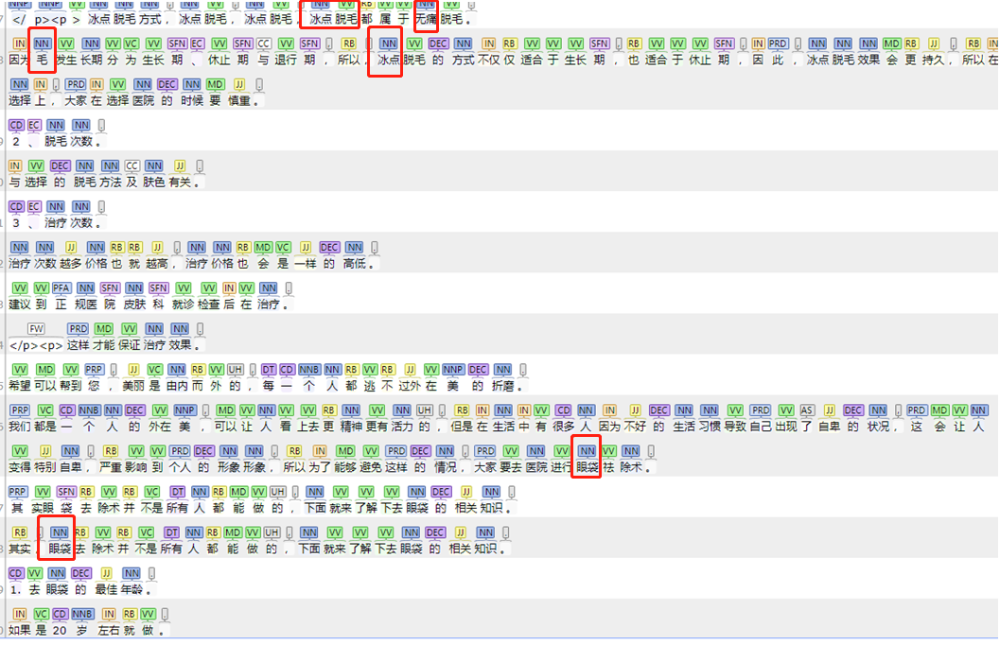 </ p><p > 冰点 脱毛 方式 , 冰点 脱毛 , 冰点 脱毛 , 冰点 脱毛 都 属 于 无痛 脱毛 。
IN NN VV NN VV VC VV SFN EC VV SFN CC VV SFN . RB . NN VV DEC NN IN RB VV VV VV SFN . RB VV VV VV SFN . IN PRD . NN NN NN MD RB JJ . RB IN
因为 毛 发生 长期 分 为 生长 期 、 休止 期 与 退行 期 , 所以 , 冰点 脱毛 的 方式 不仅 仅 适合 于 生长 期 , 也 适合 于 休止 期 , 因 此 , 冰点 脱毛 效果 会 更 持久 , 所以 在
NN IN . PRD IN VV NN DEC NN MD JJ .
选择 上 , 大家 在 选择 医院 的 时候 要 慎重 。
CD EC NN NN .
2 、 脱毛 次数 。
IN VV DEC NN NN CC NN JJ .
与 选择 的 脱毛 方法 及 肤色 有关 。
CD EC NN NN .
3 、 治疗 次数 。
NN NN JJ NN RB RB JJ . NN NN RB MD VC JJ DEC NN .
治疗 次数 越多 价格 也 就 越高 , 治疗 价格 也 会 是 一样 的 高低 。
VV VV PFA NN SFN NN SFN VV VV IN VV NN .
建议 到 正 规医 院 皮肤 科 就诊 检查 后 在 治疗 。
FW PRD MD VV NN NN .
</p><p> 这样 才能 保证 治疗 效果 。
VV MD VV PRP . JJ VC NN RB VV UH . DT CD NNB NN RB VV RB JJ VV NNP DEC NN .
希望 可以 帮到 您 , 美丽 是 由内 而 外 的 , 每 一 个 人 都 逃 不 过外 在 美 的 折磨 。
PRP VC CD NNB NN DEC VV NNP . MD VV NN VV VV RB NN VV NN UH . RB IN NN IN VV CD NN IN JJ DEC NN NN VV PRD VV AS JJ DEC NN . PRD MD VV NN
我们 都是 一 个 人 的 外在 美 , 可以 让 人 看 上去 更 精神 更有 活力 的 , 但是 在 生活 中 有 很多 人 因为 不好 的 生活 习惯 导致 自己 出现 了 自卑 的 状况 , 这 会 让 人
VV JJ NN . RB VV VV PRD DEC NN NN . RB IN MD VV PRD DEC NN . PRD VV NN VV NN VV NN .
变得 特别 自卑 , 严重 影响 到 个人 的 形象 形象 , 所以 为了 能够 避免 这样 的 情况 , 大家 要去 医院 进行 眼袋 祛 除术 。
PRP VV SFN RB VV RB VC DT NN RB MD VV UH . NN VV VV VV NN DEC JJ NN .
其 实眼 袋 去 除术 并 不是 所有 人 都 能 做 的 , 下面 就来 了解 下去 眼袋 的 相关 知识 。
RB . NN RB VV RB VC DT NN RB MD VV UH . NN VV VV VV NN DEC JJ NN .
其实 , 眼袋 去 除术 并 不是 所有 人 都 能 做 的 , 下面 就来 了解 下去 眼袋 的 相关 知识 。
CD VV NN DEC JJ NN .
1. 去 眼袋 的 最佳 年龄 。
IN VC CD NNB IN RB VV .
如果 是 20 岁 左右 就 做 。